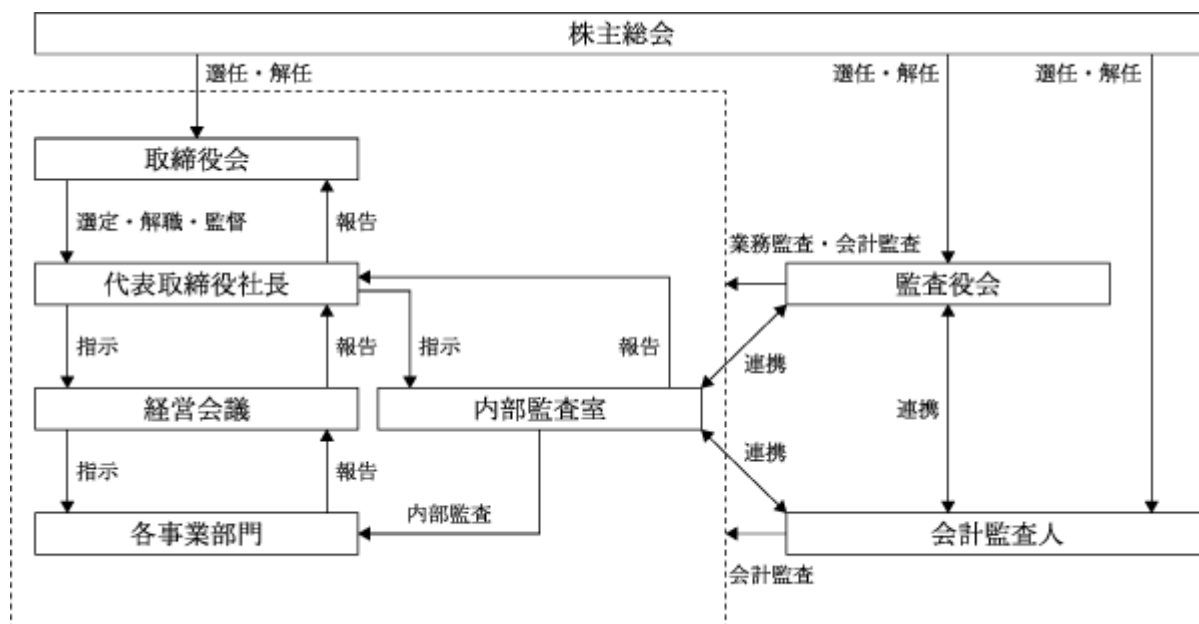 株主総会
選任・解任
選任・解任
選任・解任
取締役会
選定・解職・監督
報告
業務監査・会計監査
代表取締役社長
監査役会
指示
報告
指示
報告
連携
経営会議
内部監査室
連携
指示
報告
連携
内部監査
各事業部門
会計監査人
会計監査